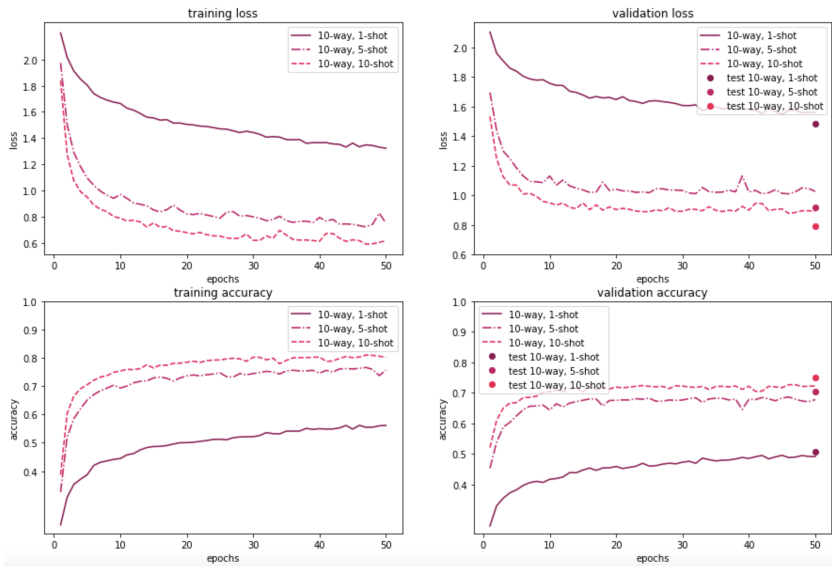 training loss
10-way, 1-shot
10-way, 5-shot
10-way, 10-shot
2.0
1.8
1.6
1.4
1.2
1.0
0.8
0.6
loss
0 10 20 30 40 50
epochs
validation loss
10-way, 1-shot
10-way, 5-shot
10-way, 10-shot
test 10-way, 1-shot
test 10-way, 5-shot
test 10-way, 10-shot
2.0
1.8
1.6
1.4
1.2
1.0
0.8
0.6
loss
0 10 20 30 40 50
epochs
training accuracy
10-way, 1-shot
10-way, 5-shot
10-way, 10-shot
1.0
0.9
0.8
0.7
0.6
0.5
0.4
accuracy
0 10 20 30 40 50
epochs
validation accuracy
10-way, 1-shot
10-way, 5-shot
10-way, 10-shot
test 10-way, 1-shot
test 10-way, 5-shot
test 10-way, 10-shot
1.0
0.9
0.8
0.7
0.6
0.5
0.4
accuracy
0 10 20 30 40 50
epochs